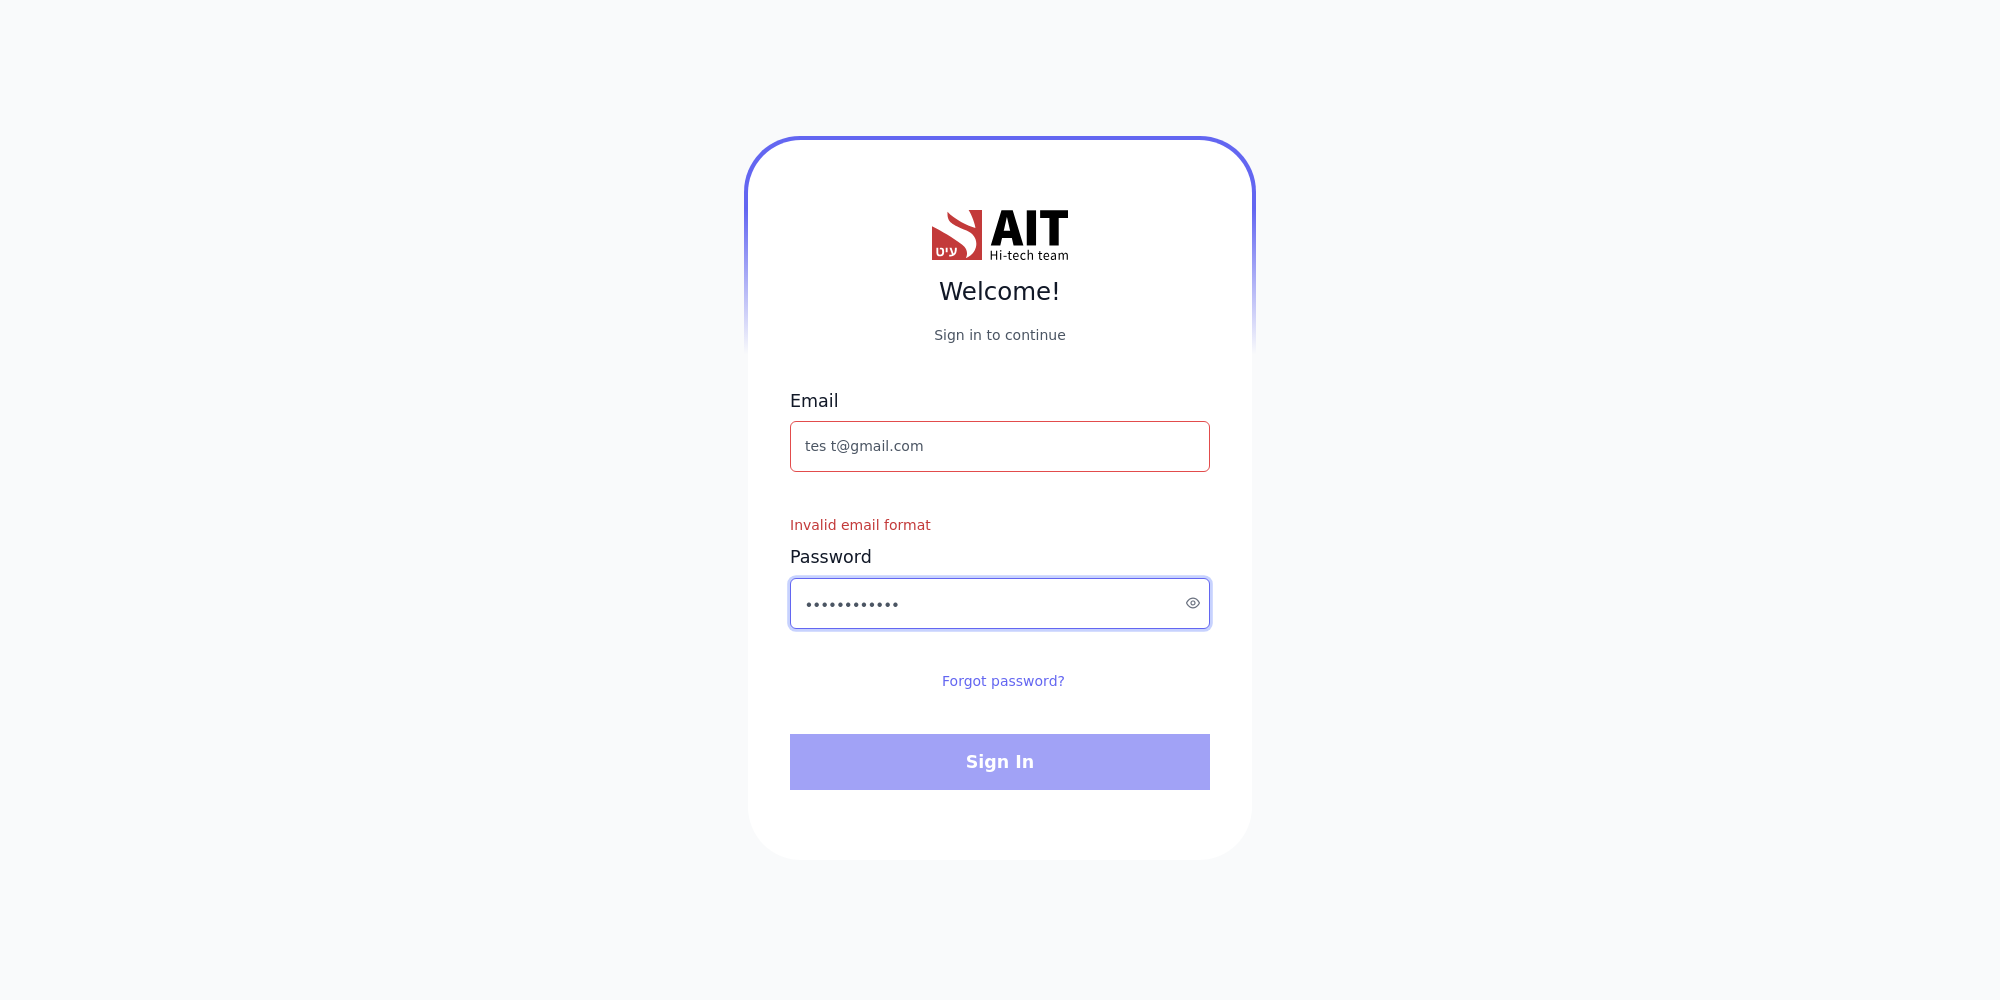 עיט
AIT
Hi-tech team
Welcome!
Sign in to continue
Email
tes t@gmail.com
Invalid email format
Password
••••••••••••
Forgot password?
Sign In